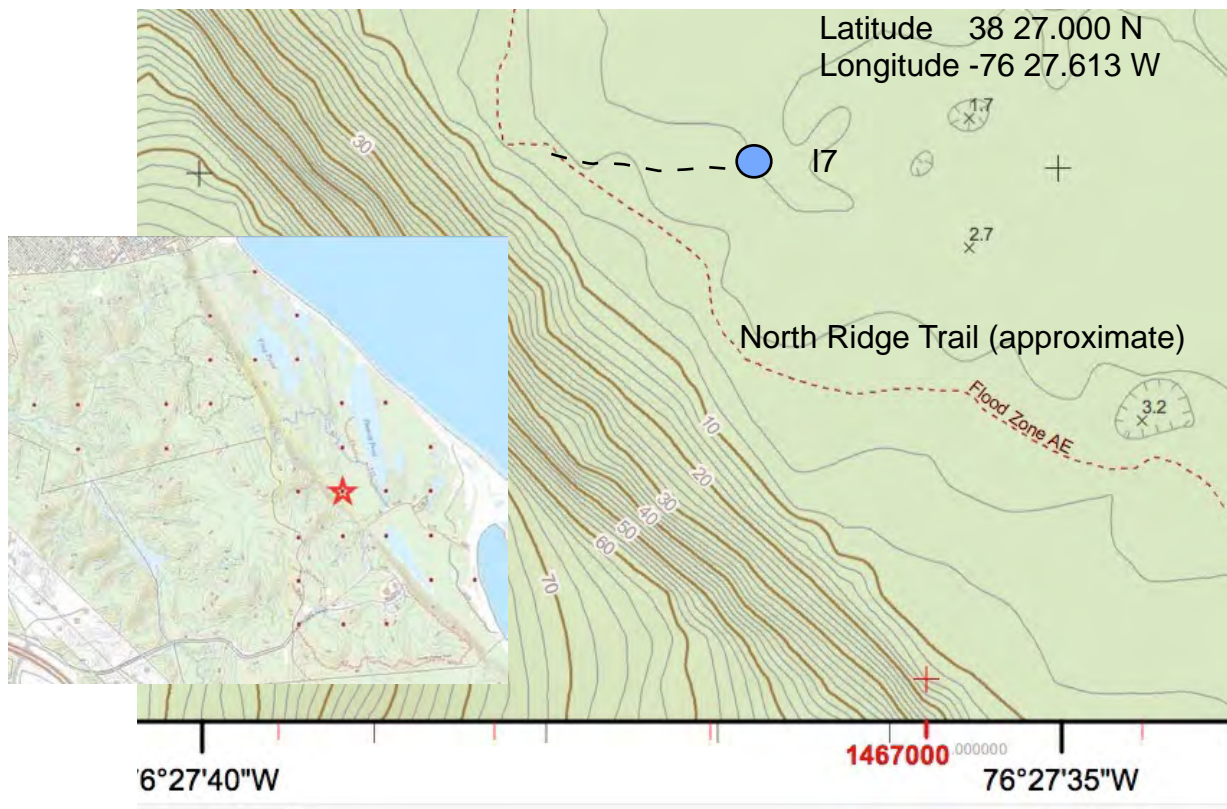 Latitude 38 27.000 N
Longitude -76 27.613 W
30
1.7
I7
2.7
North Ridge Trail (approximate)
Flood Zone AE
3.2
10
20
30
40
50
60
70
1467000.000000
76°27'40"W
76°27'35"W